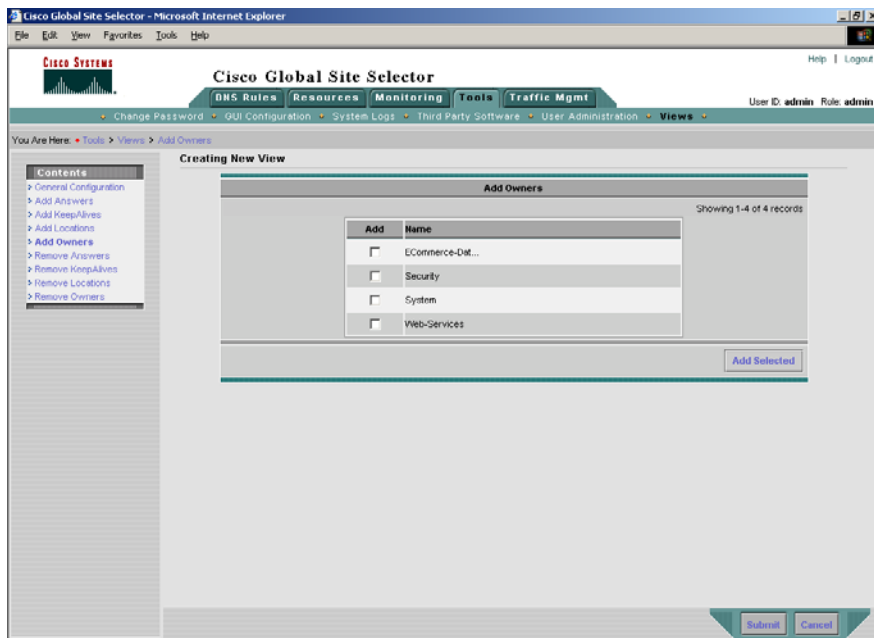 Cisco Global Site Selector - Microsoft Internet Explorer
File Edit View Favorites Tools Help
CISCO SYSTEMS
Help | Logout
Cisco Global Site Selector
DNS Rules Resources Monitoring Tools Traffic Mgmt
User ID: admin Role: admin
Change Password GUI Configuration System Logs Third Party Software User Administration Views
You Are Here: • Tools > Views > Add Owners
Creating New View
Contents
> General Configuration
> Add Answers
> Add KeepAlives
> Add Locations
> Add Owners
> Remove Answers
> Remove KeepAlives
> Remove Locations
> Remove Owners
Add Owners
Showing 1-4 of 4 records
Add Name
ECommerce-Dat...
Security
System
Web-Services
Add Selected
Submit Cancel